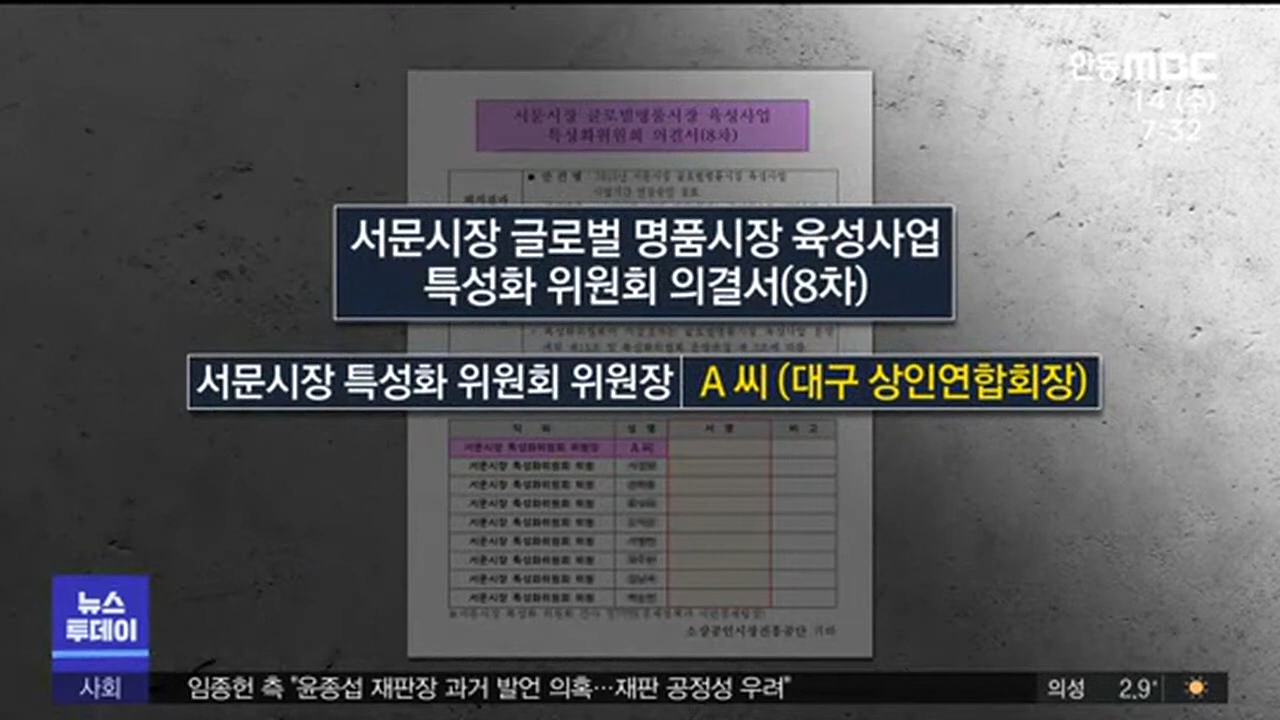 안동MBC
14 (수)
7:32
서문시장 글로벌명품시장 육성사업
특성화위원회 의결서(8차)
서문시장 글로벌 명품시장 육성사업
특성화 위원회 의결서(8차)
서문시장 특성화 위원회 위원장 A 씨 (대구 상인연합회장)
직 위 성 명 서 명 비 고
서문시장 특성화위원회 위원장 A 씨
서문시장 특성화위원회 위원
서문시장 특성화위원회 위원
서문시장 특성화위원회 위원
서문시장 특성화위원회 위원
서문시장 특성화위원회 위원
서문시장 특성화위원회 위원
서문시장 특성화위원회 위원
서문시장 특성화위원회 위원
소상공인시장진흥공단 귀하
뉴스
투데이
사회 임종헌 측 "윤종섭 재판장 과거 발언 의혹…재판 공정성 우려" 의성 2.9°